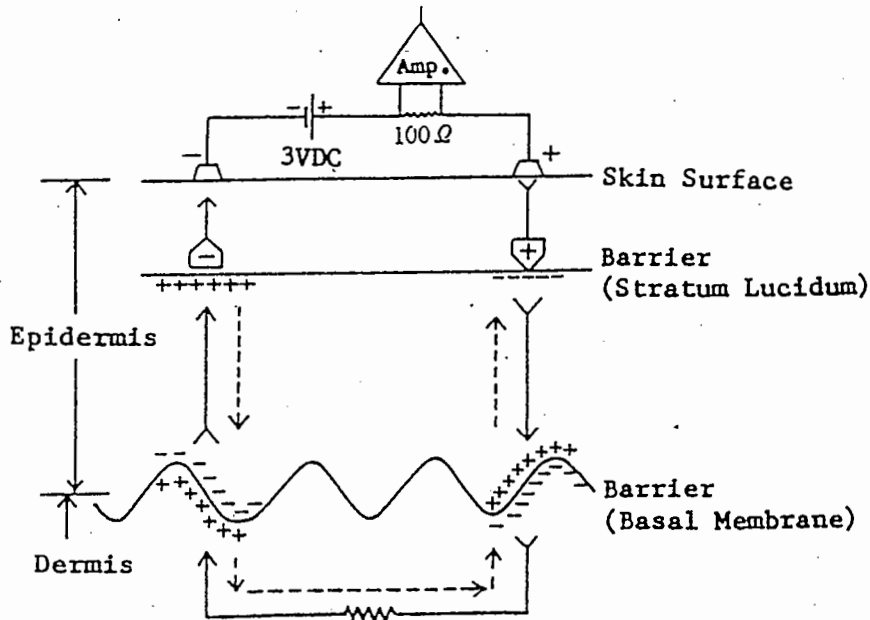 Amp.
- +
100Ω
3VDC
- +
Skin Surface
- +
Barrier
(Stratum Lucidum)
++++++ -----
Epidermis
Barrier
(Basal Membrane)
Dermis